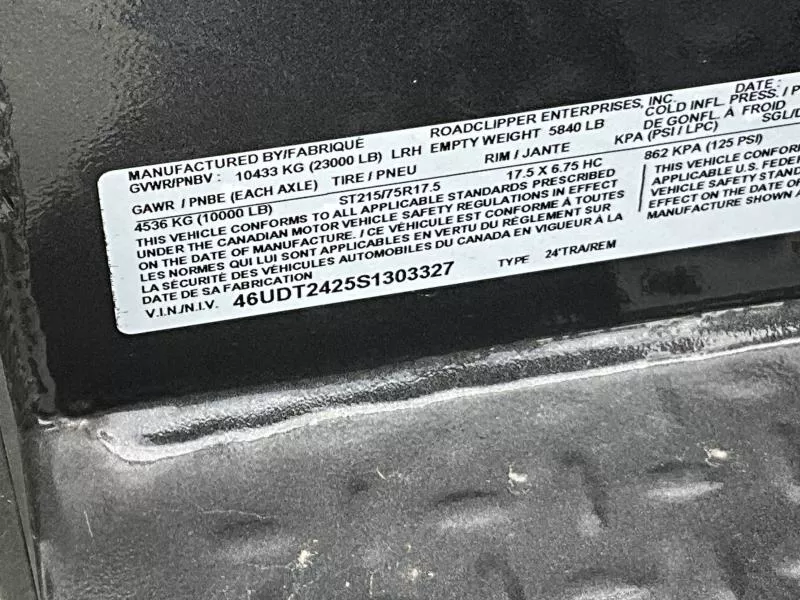 MANUFACTURED BY/FABRIQUÉ ROADCLIPPER ENTERPRISES, INC. DATE :
GVWR/PNBV : 10433 KG (23000 LB) LRH EMPTY WEIGHT 5840 LB COLD INFL. PRESS. / P
DE GONFL. À FROID
GAWR / PNBE (EACH AXLE) TIRE / PNEU RIM / JANTE KPA (PSI / LPC) SGL/D
4536 KG (10000 LB) ST215/75R17.5 17.5 X 6.75 HC 862 KPA (125 PSI)
THIS VEHICLE CONFORMS TO ALL APPLICABLE STANDARDS PRESCRIBED
UNDER THE CANADIAN MOTOR VEHICLE SAFETY REGULATIONS IN EFFECT
ON THE DATE OF MANUFACTURE. / CE VÉHICULE EST CONFORME À TOUTES
LES NORMES QUI LUI SONT APPLICABLES EN VERTU DU RÈGLEMENT SUR
LA SÉCURITÉ DES VÉHICULES AUTOMOBILES DU CANADA EN VIGUEUR À LA
DATE DE SA FABRICATION
THIS VEHICLE CONFOR
APPLICABLE U.S. FEDE
VEHICLE SAFETY STAND
EFFECT ON THE DATE O
MANUFACTURE SHOWN A
V.I.N./N.I.V. 46UDT2425S1303327 TYPE 24'TRA/REM